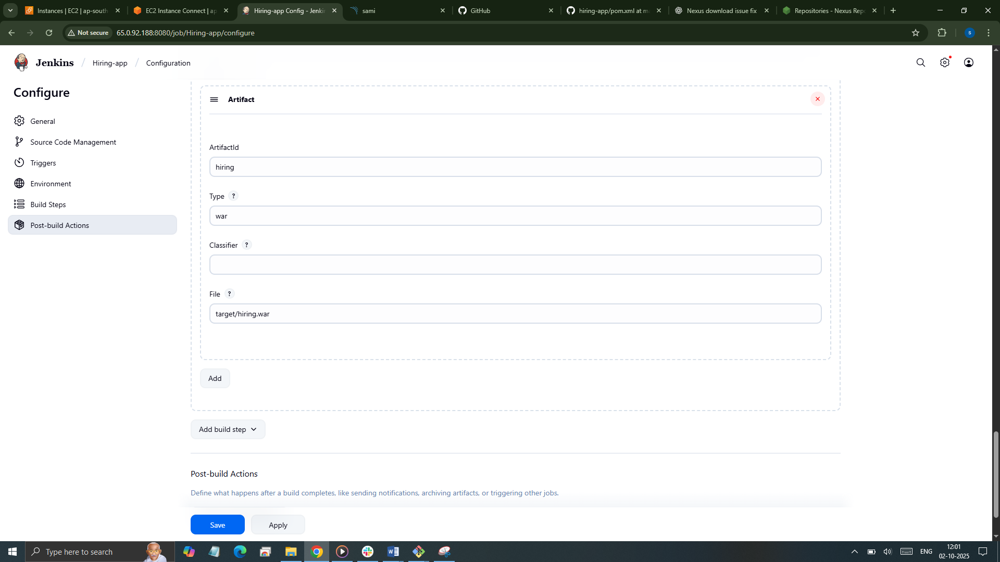 Instances | EC2 | ap-south
EC2 Instance Connect | ap
Hiring-app Config - Jenkin
sami
GitHub
hiring-app/pom.xml at ma
Nexus download issue fix
Repositories - Nexus Repo
Not secure
65.0.92.188:8080/job/Hiring-app/configure
S
Jenkins / Hiring-app / Configuration
Configure
General
Source Code Management
Triggers
Environment
Build Steps
Post-build Actions
Artifact
ArtifactId
hiring
Type ?
war
Classifier ?
File ?
target/hiring.war
Add
Add build step
Post-build Actions
Define what happens after a build completes, like sending notifications, archiving artifacts, or triggering other jobs.
Save
Apply
Type here to search
ENG
12:01
02-10-2025